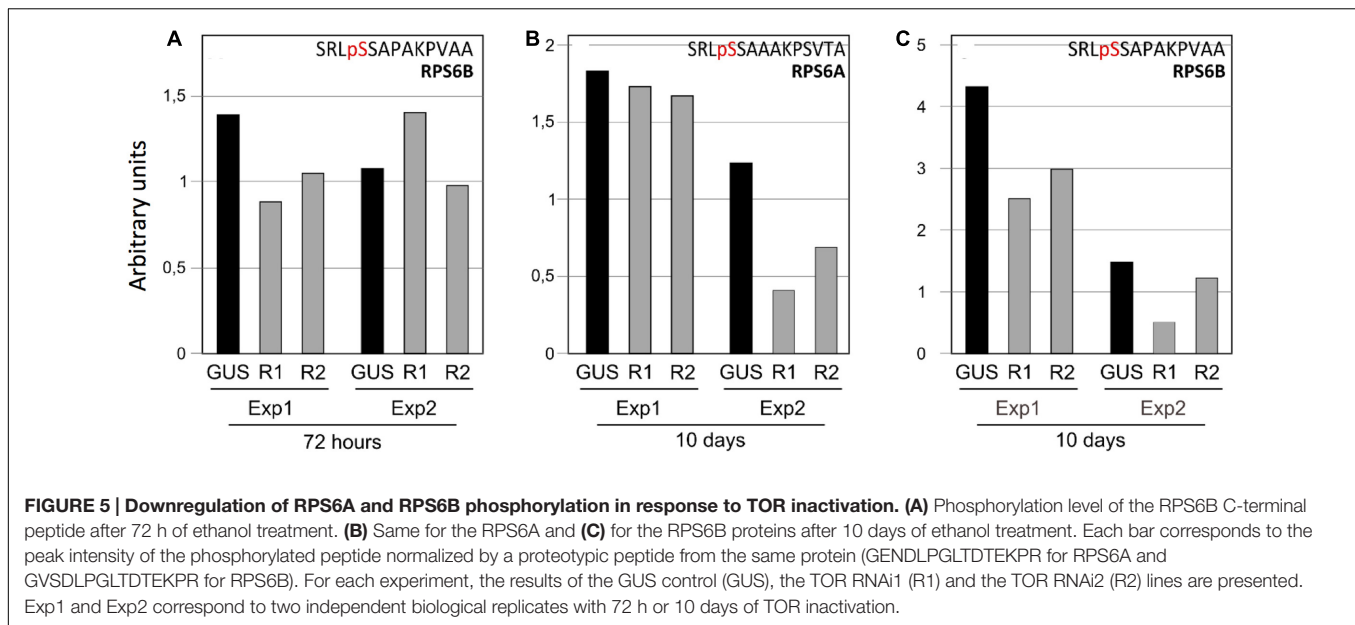 A
SRLpSSAPAKPVAA
RPS6B
1,5
1
0,5
0
Arbitrary units
GUS R1 R2 GUS R1 R2
Exp1 Exp2
72 hours
B
SRLpSSAAAKPSVTA
RPS6A
2
1,5
1
0,5
0
GUS R1 R2 GUS R1 R2
Exp1 Exp2
10 days
C
SRLpSSAPAKPVAA
RPS6B
5
4
3
2
1
0
GUS R1 R2 GUS R1 R2
Exp1 Exp2
10 days
FIGURE 5 | Downregulation of RPS6A and RPS6B phosphorylation in response to TOR inactivation. (A) Phosphorylation level of the RPS6B C-terminal
peptide after 72 h of ethanol treatment. (B) Same for the RPS6A and (C) for the RPS6B proteins after 10 days of ethanol treatment. Each bar corresponds to the
peak intensity of the phosphorylated peptide normalized by a proteotypic peptide from the same protein (GENDLPGLTDTEKPR for RPS6A and
GVSDLPGLTDTEKPR for RPS6B). For each experiment, the results of the GUS control (GUS), the TOR RNAi1 (R1) and the TOR RNAi2 (R2) lines are presented.
Exp1 and Exp2 correspond to two independent biological replicates with 72 h or 10 days of TOR inactivation.